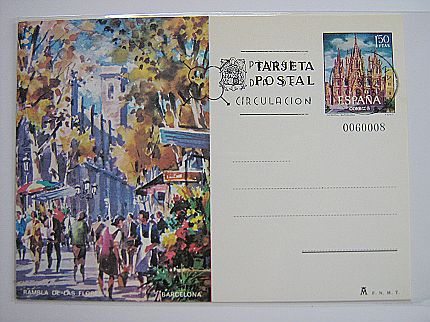 TARJETA
POSTAL
CIRCULACION
1'50
PTAS
ESPAÑA
CORREOS
0060008
RAMBLA DE LAS FLORES
BARCELONA
F. N. M. T.